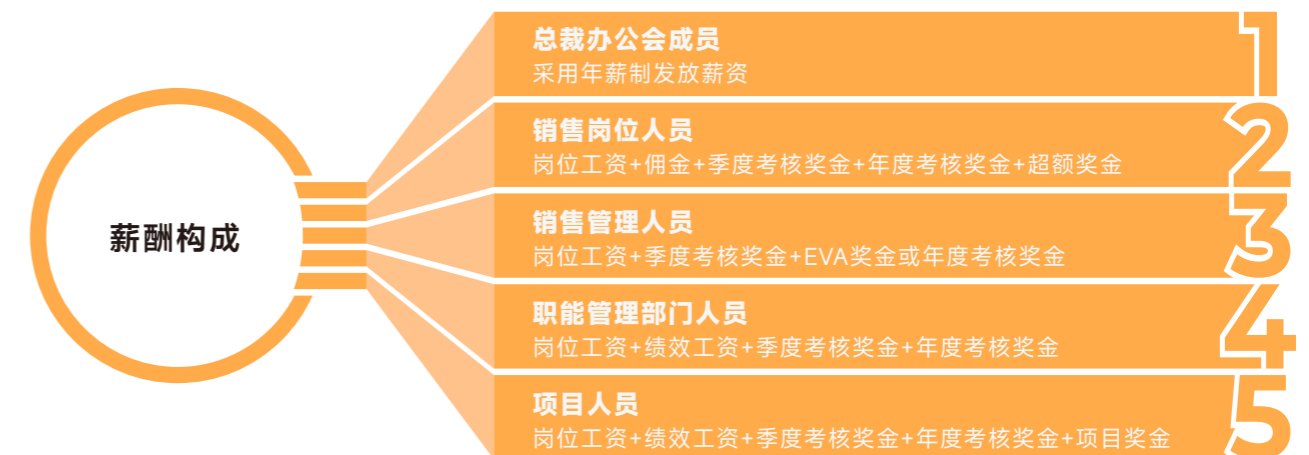 薪酬构成
总裁办公会成员
采用年薪制发放薪资
1
销售岗位人员
岗位工资+佣金+季度考核奖金+年度考核奖金+超额奖金
2
销售管理人员
岗位工资+季度考核奖金+EVA奖金或年度考核奖金
3
职能管理部门人员
岗位工资+绩效工资+季度考核奖金+年度考核奖金
4
项目人员
岗位工资+绩效工资+季度考核奖金+年度考核奖金+项目奖金
5